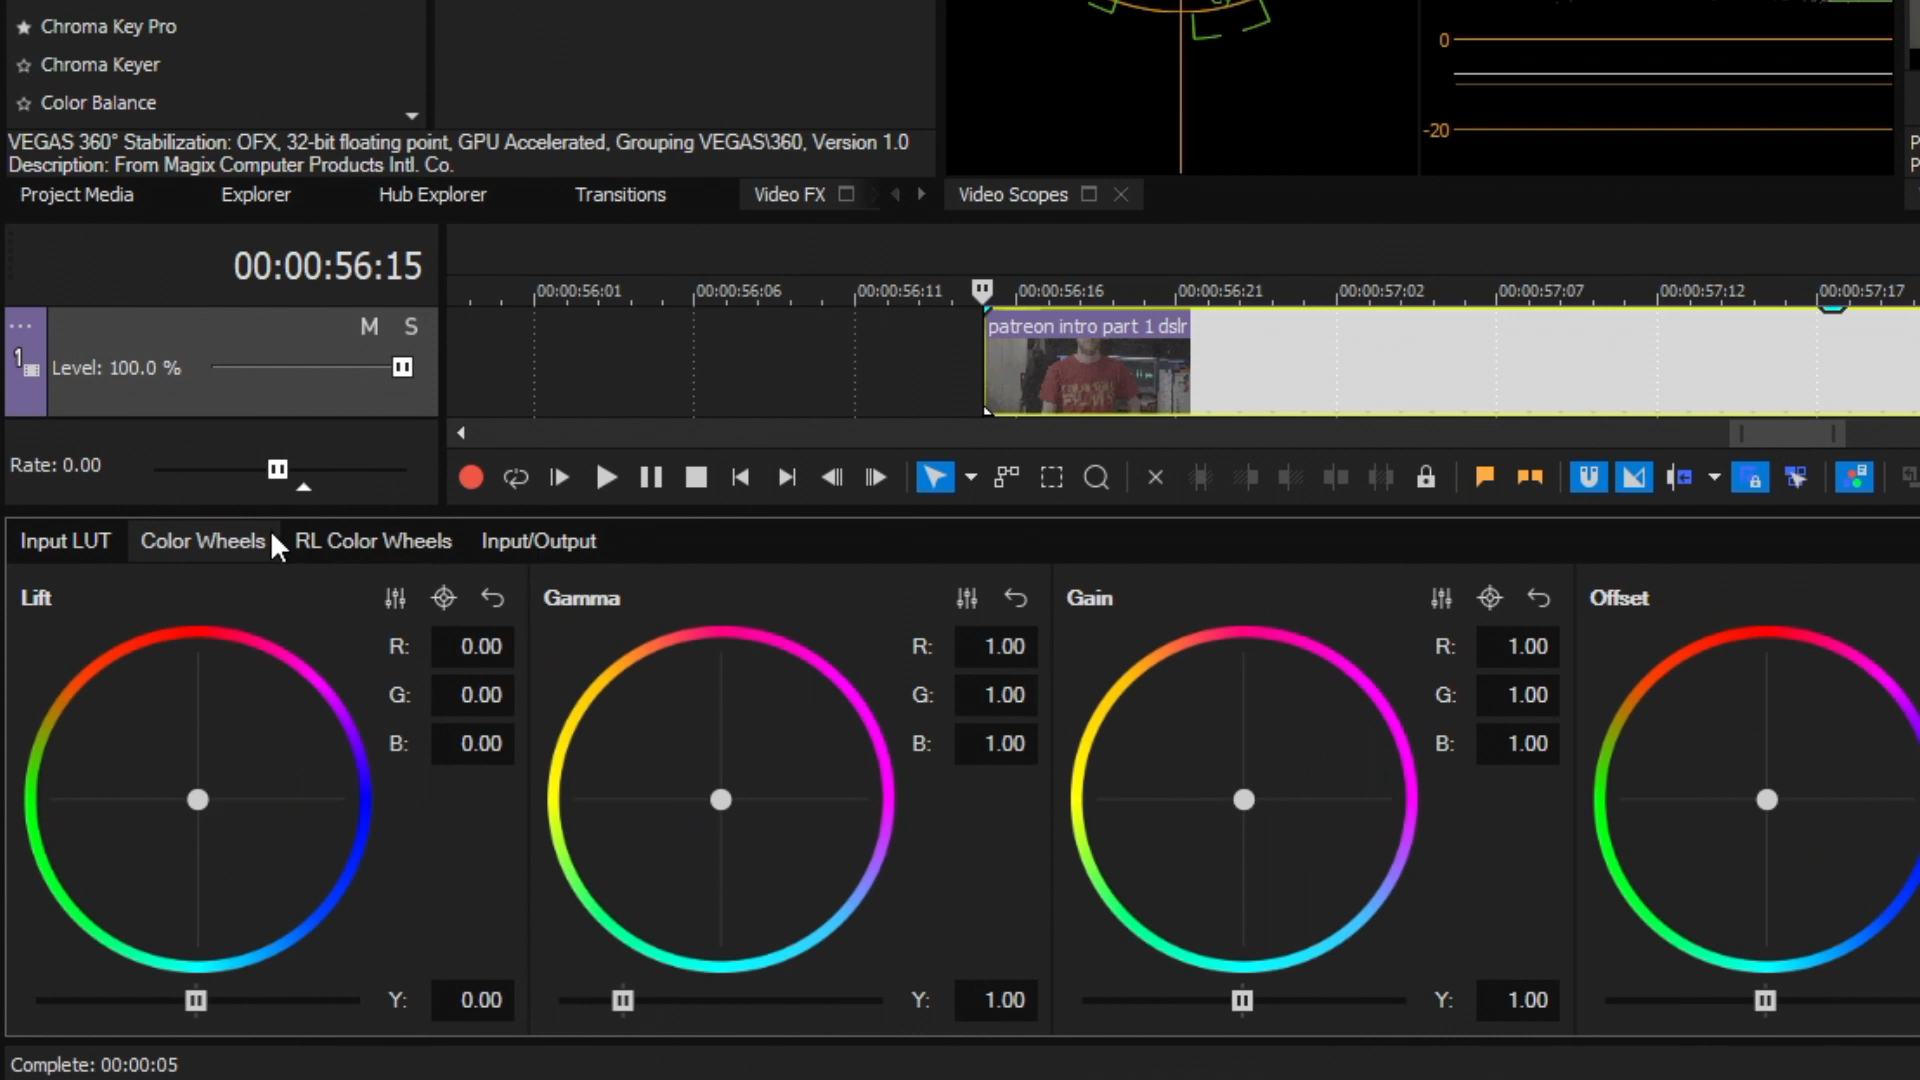 Chroma Key Pro
Chroma Keyer
Color Balance
VEGAS 360° Stabilization: OFX, 32-bit floating point, GPU Accelerated, Grouping VEGAS\360, Version 1.0
Description: From Magix Computer Products Intl. Co.
Project Media Explorer Hub Explorer Transitions Video FX
0
-20
P
P
Video Scopes
00:00:56:15
00:00:56:01 00:00:56:06 00:00:56:11 00:00:56:16 00:00:56:21 00:00:57:02 00:00:57:07 00:00:57:12 00:00:57:17
M S
1
Level: 100.0 %
patreon intro part 1 dslr
Rate: 0.00
Input LUT Color Wheels RL Color Wheels Input/Output
Lift
R: 0.00
G: 0.00
B: 0.00
Y: 0.00
Gamma
R: 1.00
G: 1.00
B: 1.00
Y: 1.00
Gain
R: 1.00
G: 1.00
B: 1.00
Y: 1.00
Offset
Complete: 00:00:05